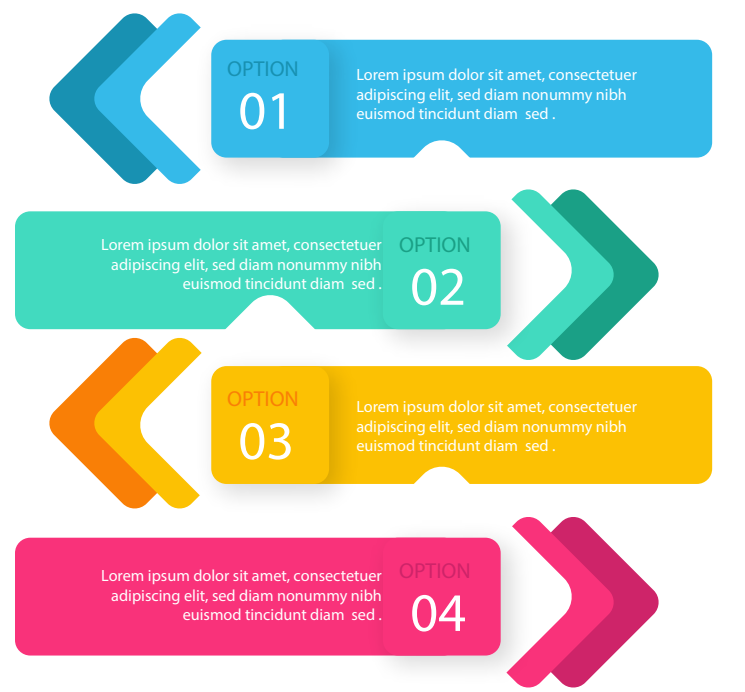 OPTION
01
Lorem ipsum dolor sit amet, consectetuer
adipiscing elit, sed diam nonummy nibh
euismod tincidunt diam  sed .
Lorem ipsum dolor sit amet, consectetuer
adipiscing elit, sed diam nonummy nibh
euismod tincidunt diam  sed .
OPTION
02
OPTION
03
Lorem ipsum dolor sit amet, consectetuer
adipiscing elit, sed diam nonummy nibh
euismod tincidunt diam  sed .
Lorem ipsum dolor sit amet, consectetuer
adipiscing elit, sed diam nonummy nibh
euismod tincidunt diam  sed .
OPTION
04